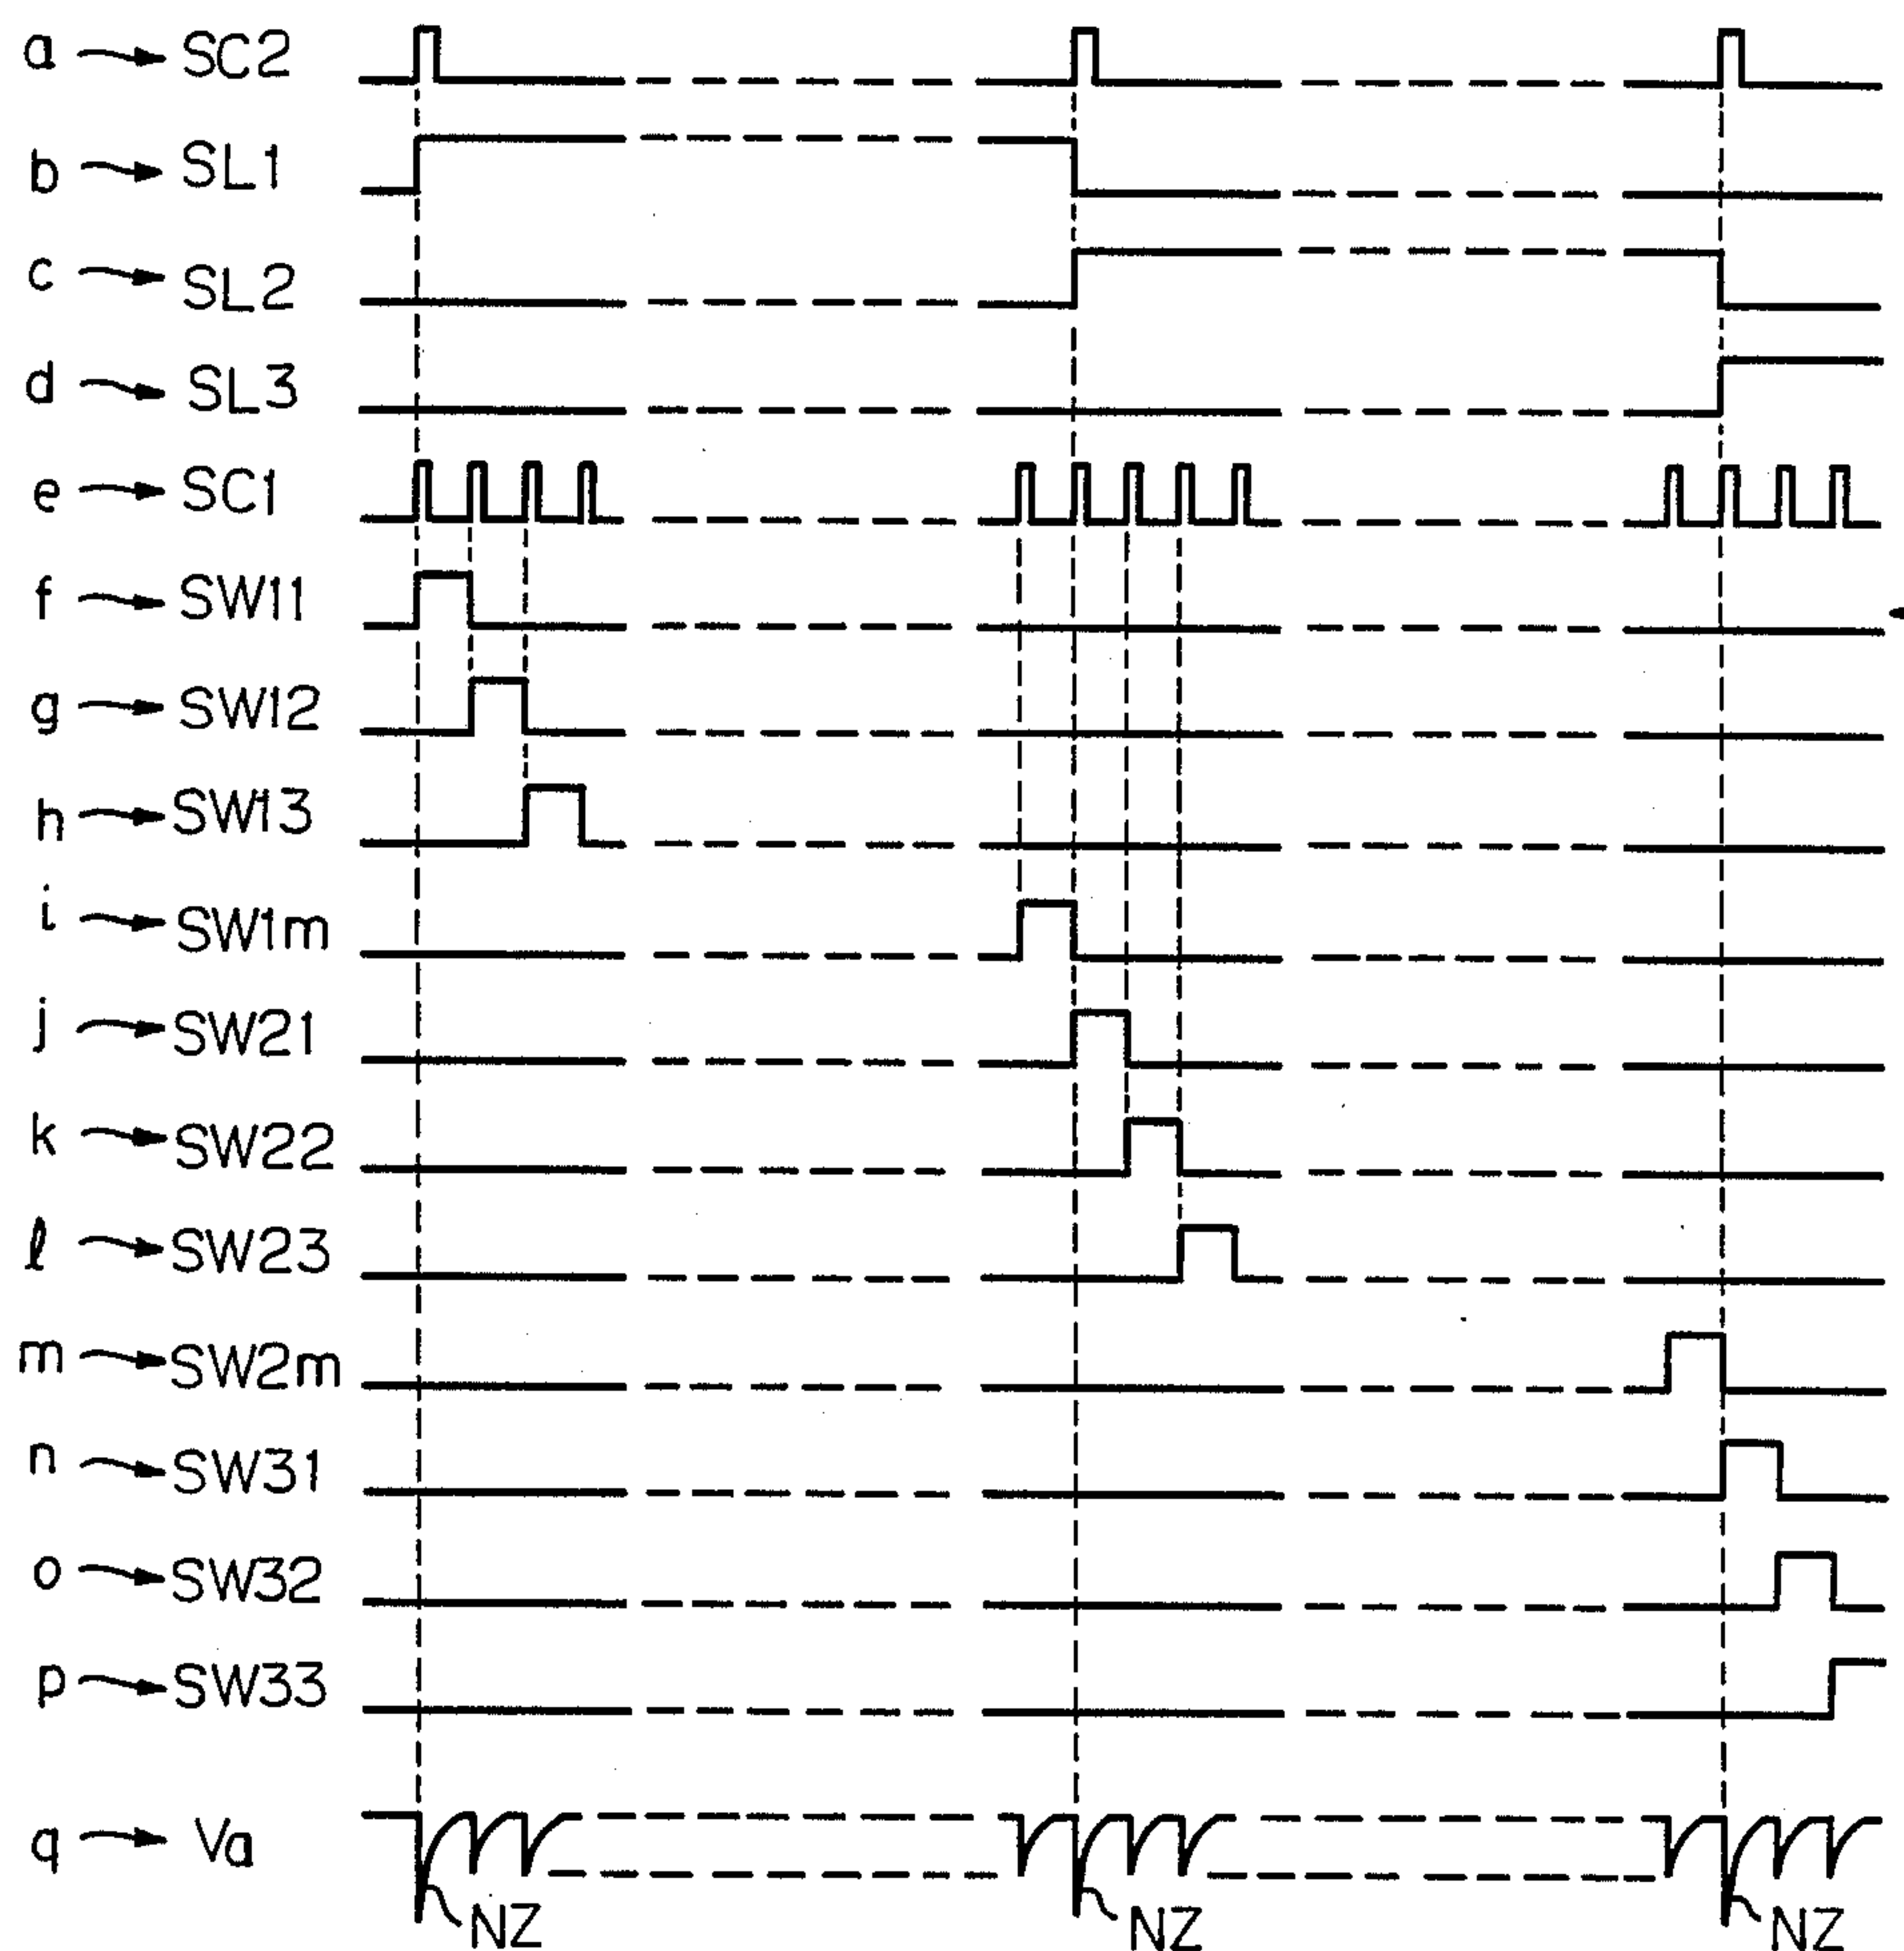 a SC2
b SL1
c SL2
d SL3
e SC1
f SW11
g SW12
h SW13
i SW1m
j SW21
k SW22
l SW23
m SW2m
n SW31
o SW32
p SW33
q Va
NZ NZ NZ